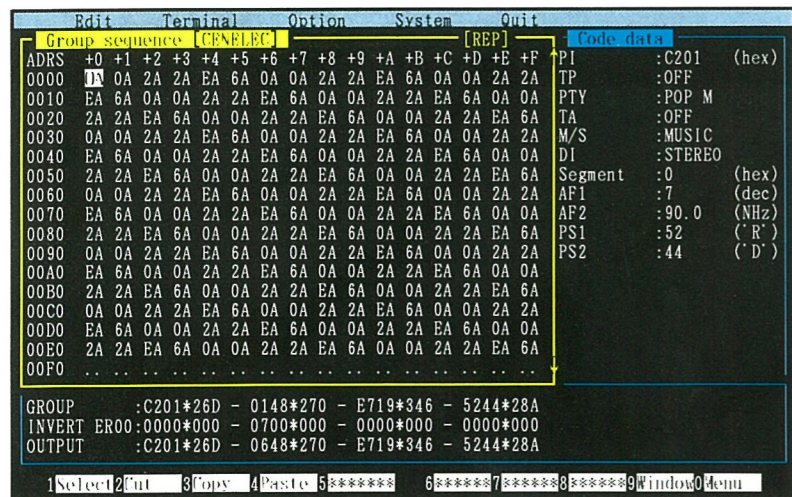 Edit Terminal Option System Quit
Group sequence [CENELEC] [REP] Code data
ADRS +0 +1 +2 +3 +4 +5 +6 +7 +8 +9 +A +B +C +D +E +F PI :C201 (hex)
0000 0A 0A 2A 2A EA 6A 0A 0A 2A 2A EA 6A 0A 0A 2A 2A TP :OFF
0010 EA 6A 0A 0A 2A 2A EA 6A 0A 0A 2A 2A EA 6A 0A 0A PTY :POP M
0020 2A 2A EA 6A 0A 0A 2A 2A EA 6A 0A 0A 2A 2A EA 6A TA :OFF
0030 0A 0A 2A 2A EA 6A 0A 0A 2A 2A EA 6A 0A 0A 2A 2A M/S :MUSIC
0040 EA 6A 0A 0A 2A 2A EA 6A 0A 0A 2A 2A EA 6A 0A 0A DI :STEREO
0050 2A 2A EA 6A 0A 0A 2A 2A EA 6A 0A 0A 2A 2A EA 6A Segment :0 (hex)
0060 0A 0A 2A 2A EA 6A 0A 0A 2A 2A EA 6A 0A 0A 2A 2A AF1 :7 (dec)
0070 EA 6A 0A 0A 2A 2A EA 6A 0A 0A 2A 2A EA 6A 0A 0A AF2 :90.0 (NHz)
0080 2A 2A EA 6A 0A 0A 2A 2A EA 6A 0A 0A 2A 2A EA 6A PS1 :52 ('R')
0090 0A 0A 2A 2A EA 6A 0A 0A 2A 2A EA 6A 0A 0A 2A 2A PS2 :44 ('D')
00A0 EA 6A 0A 0A 2A 2A EA 6A 0A 0A 2A 2A EA 6A 0A 0A
00B0 2A 2A EA 6A 0A 0A 2A 2A EA 6A 0A 0A 2A 2A EA 6A
00C0 0A 0A 2A 2A EA 6A 0A 0A 2A 2A EA 6A 0A 0A 2A 2A
00D0 EA 6A 0A 0A 2A 2A EA 6A 0A 0A 2A 2A EA 6A 0A 0A
00E0 2A 2A EA 6A 0A 0A 2A 2A EA 6A 0A 0A 2A 2A EA 6A
00F0 .. .. .. .. .. .. .. .. .. .. .. .. .. .. .. ..
GROUP :C201*26D - 0148*270 - E719*346 - 5244*28A
INVERT ER00:0000*000 - 0700*000 - 0000*000 - 0000*000
OUTPUT :C201*26D - 0648*270 - E719*346 - 5244*28A
1Select 2Cut 3Copy 4Paste 5******* 6****** 7****** 8****** 9Window 0Menu